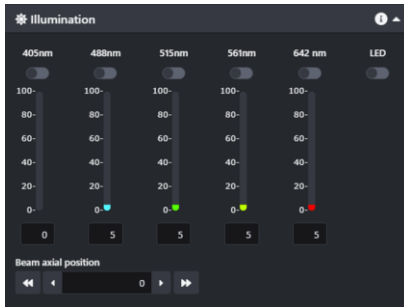 Illumination
405nm 488nm 515nm 561nm 642 nm LED
100- 100- 100- 100- 100-
80- 80- 80- 80- 80-
60- 60- 60- 60- 60-
40- 40- 40- 40- 40-
20- 20- 20- 20- 20-
0- 0- 0- 0- 0-
0 5 5 5 5
Beam axial position
0